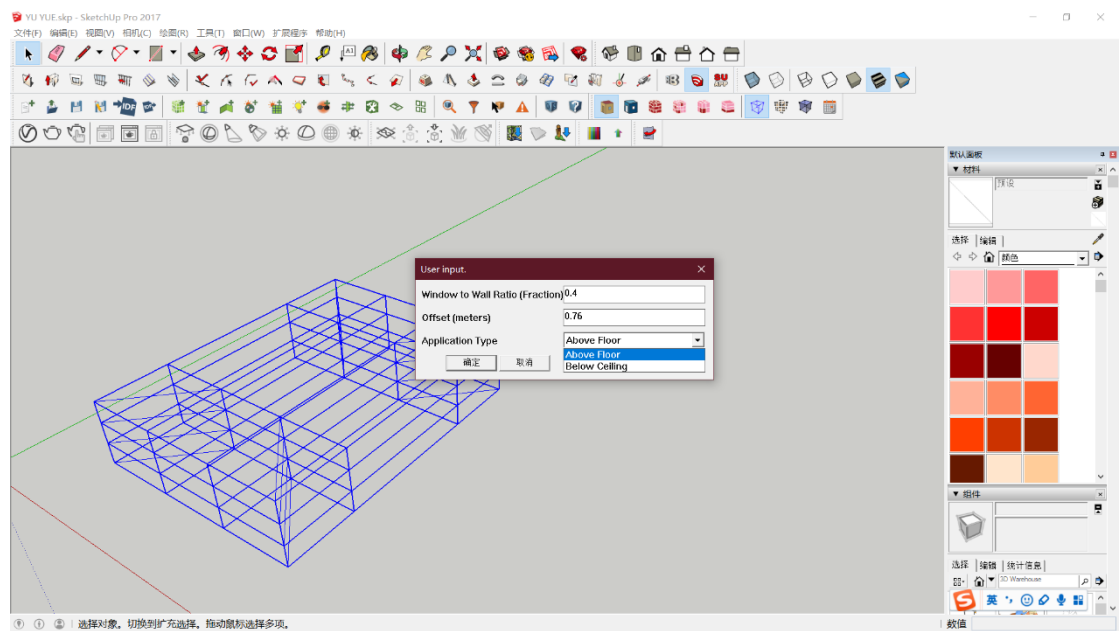 YU YUE.skp - SketchUp Pro 2017
文件(F) 编辑(E) 视图(V) 相机(C) 绘图(R) 工具(T) 窗口(W) 扩展程序 帮助(H)
A1
IDF
默认面板
▼ 材料
预设
选择 编辑
颜色
User input.
Window to Wall Ratio (Fraction) 0.4
Offset (meters) 0.76
Application Type Above Floor
Above Floor
Below Ceiling
确定 取消
▼ 组件
选择 编辑 统计信息
3D Warehouse
英
选择对象。切换到扩充选择。拖动鼠标选择多项。
数值